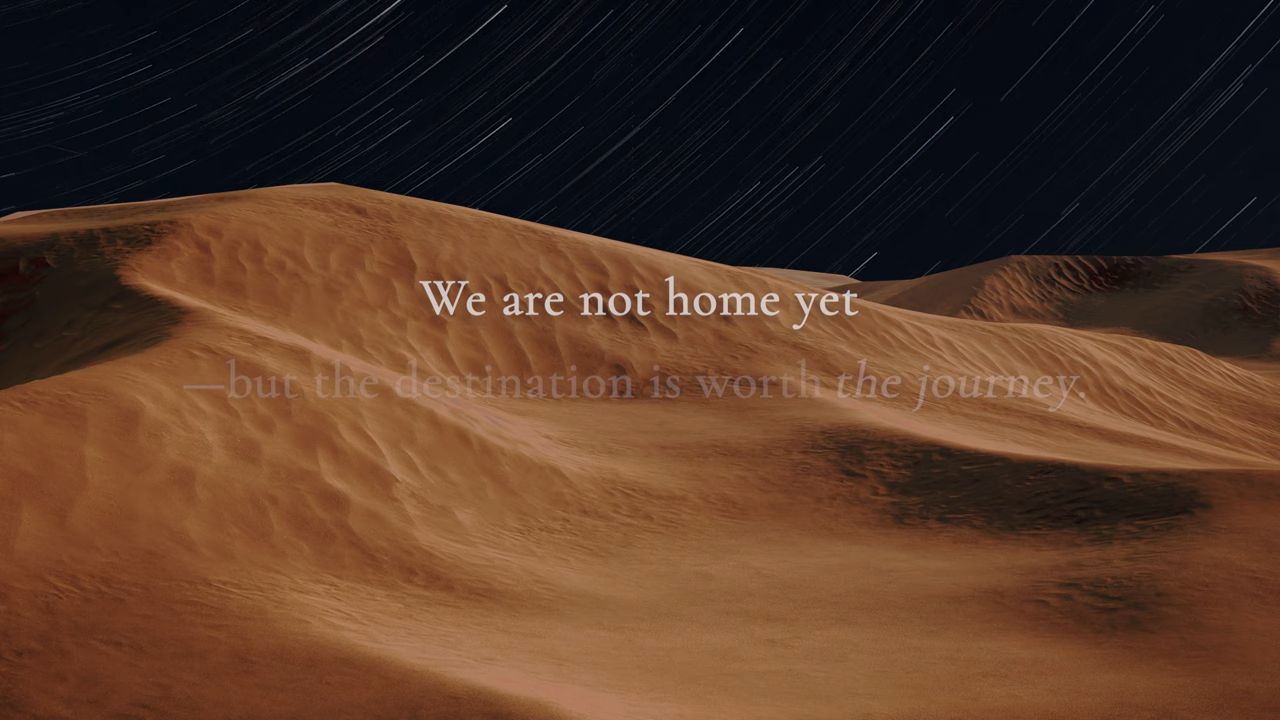 We are not home yet
—but the destination is worth the journey.